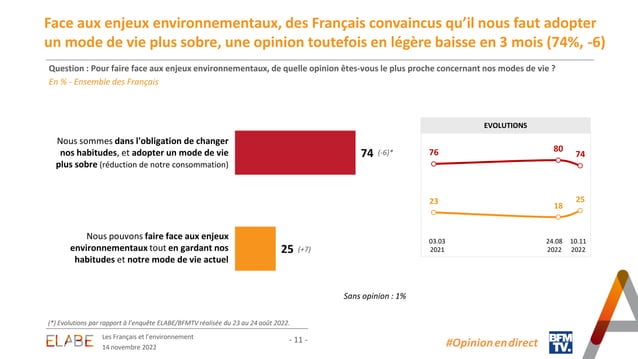 Face aux enjeux environnementaux, des Français convaincus qu’il nous faut adopter
un mode de vie plus sobre, une opinion toutefois en légère baisse en 3 mois (74%, -6)
Question : Pour faire face aux enjeux environnementaux, de quelle opinion êtes-vous le plus proche concernant nos modes de vie ?
En % - Ensemble des Français
Nous sommes dans l'obligation de changer
nos habitudes, et adopter un mode de vie
plus sobre (réduction de notre consommation)
74 (-6)*
Nous pouvons faire face aux enjeux
environnementaux tout en gardant nos
habitudes et notre mode de vie actuel
25 (+7)
EVOLUTIONS
76 80 74
23 18 25
03.03 24.08 10.11
2021 2022 2022
Sans opinion : 1%
(*) Evolutions par rapport à l'enquête ELABE/BFMTV réalisée du 23 au 24 août 2022.
ELABE
Les Français et l'environnement
14 novembre 2022
- 11 -
#Opinionendirect
BFM
TV.